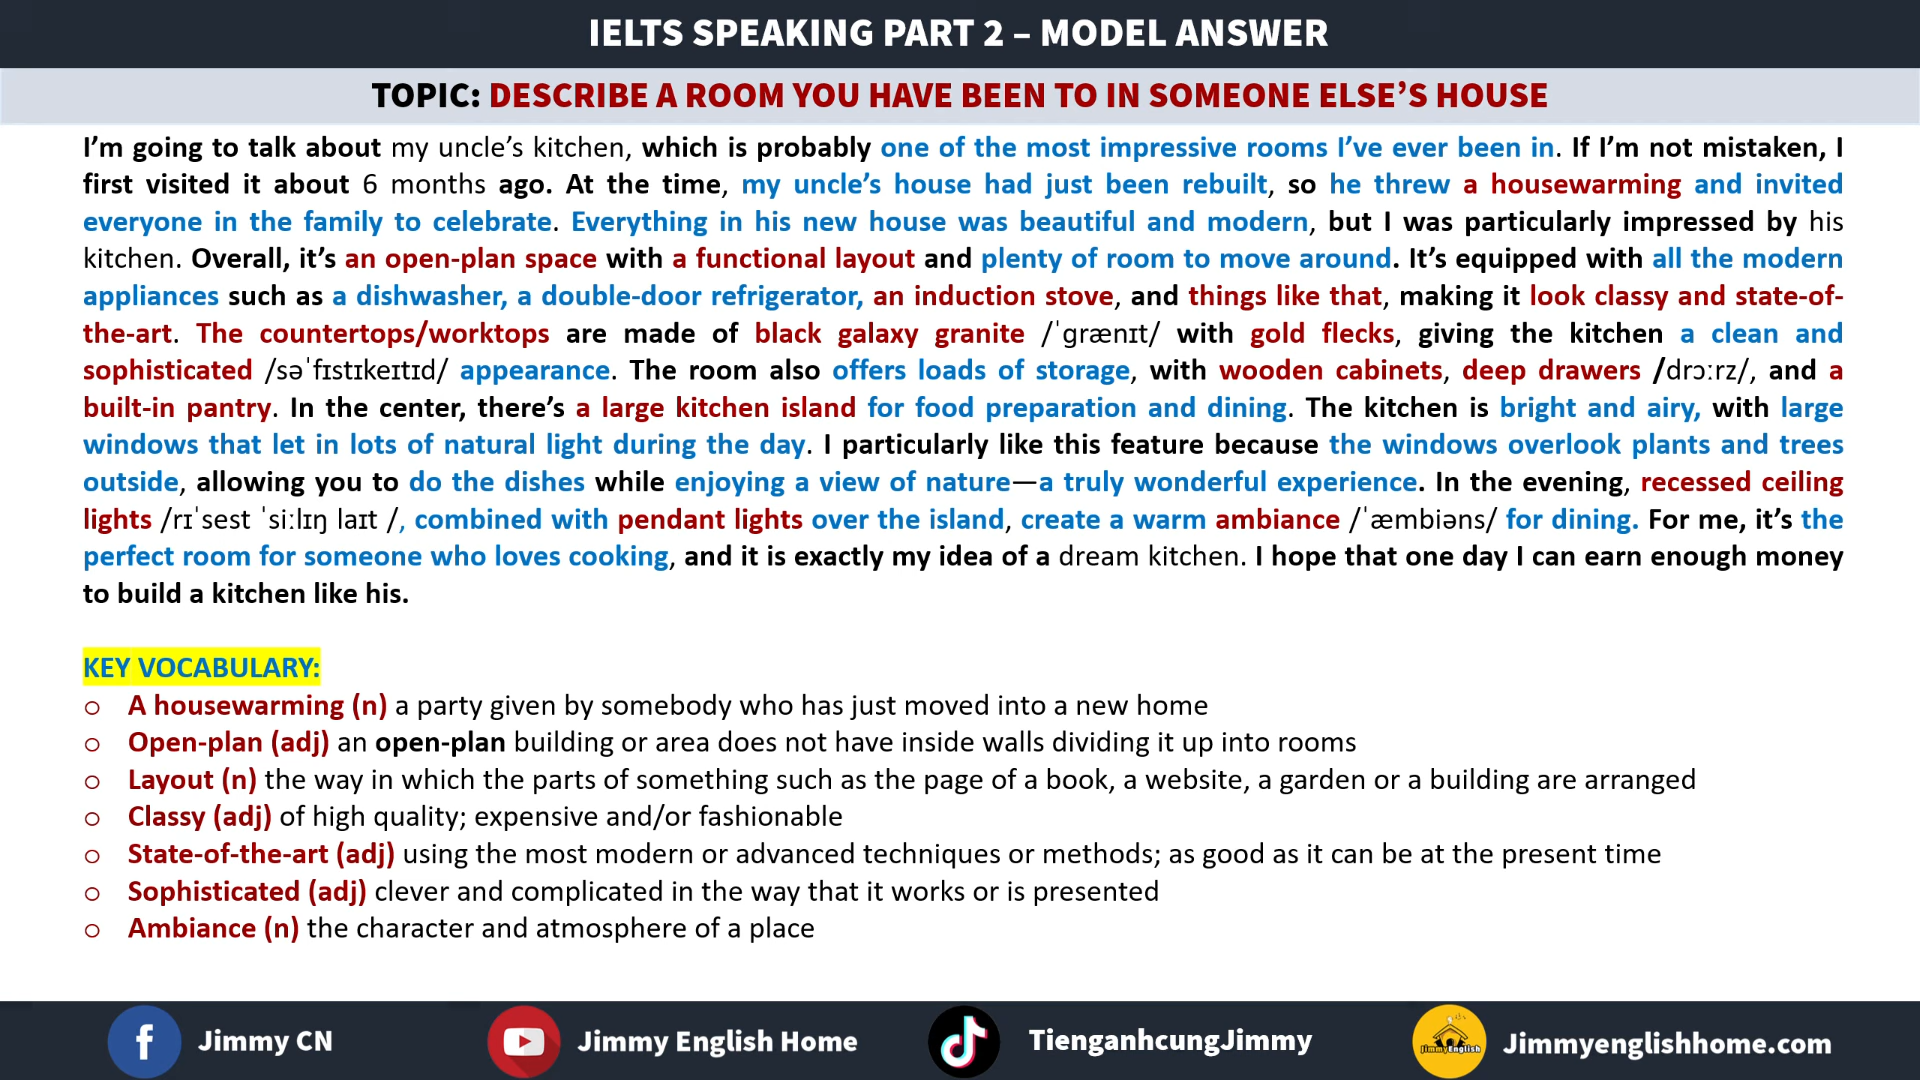 IELTS SPEAKING PART 2 – MODEL ANSWER
TOPIC: DESCRIBE A ROOM YOU HAVE BEEN TO IN SOMEONE ELSE’S HOUSE
I’m going to talk about my uncle’s kitchen, which is probably one of the most impressive rooms I’ve ever been in. If I’m not mistaken, I
first visited it about 6 months ago. At the time, my uncle’s house had just been rebuilt, so he threw a housewarming and invited
everyone in the family to celebrate. Everything in his new house was beautiful and modern, but I was particularly impressed by his
kitchen. Overall, it’s an open-plan space with a functional layout and plenty of room to move around. It’s equipped with all the modern
appliances such as a dishwasher, a double-door refrigerator, an induction stove, and things like that, making it look classy and state-of-
the-art. The countertops/worktops are made of black galaxy granite /ˈɡrænɪt/ with gold flecks, giving the kitchen a clean and
sophisticated /səˈfɪstɪkeɪtɪd/ appearance. The room also offers loads of storage, with wooden cabinets, deep drawers /drɔːrz/, and a
built-in pantry. In the center, there’s a large kitchen island for food preparation and dining. The kitchen is bright and airy, with large
windows that let in lots of natural light during the day. I particularly like this feature because the windows overlook plants and trees
outside, allowing you to do the dishes while enjoying a view of nature—a truly wonderful experience. In the evening, recessed ceiling
lights /rɪˈsest ˈsiːlɪŋ laɪt /, combined with pendant lights over the island, create a warm ambiance /ˈæmbiəns/ for dining. For me, it’s the
perfect room for someone who loves cooking, and it is exactly my idea of a dream kitchen. I hope that one day I can earn enough money
to build a kitchen like his.
KEY VOCABULARY:
o A housewarming (n) a party given by somebody who has just moved into a new home
o Open-plan (adj) an open-plan building or area does not have inside walls dividing it up into rooms
o Layout (n) the way in which the parts of something such as the page of a book, a website, a garden or a building are arranged
o Classy (adj) of high quality; expensive and/or fashionable
o State-of-the-art (adj) using the most modern or advanced techniques or methods; as good as it can be at the present time
o Sophisticated (adj) clever and complicated in the way that it works or is presented
o Ambiance (n) the character and atmosphere of a place
Jimmy CN
Jimmy English Home
TienganhcungJimmy
JimmyEnglish
Jimmyenglishhome.com